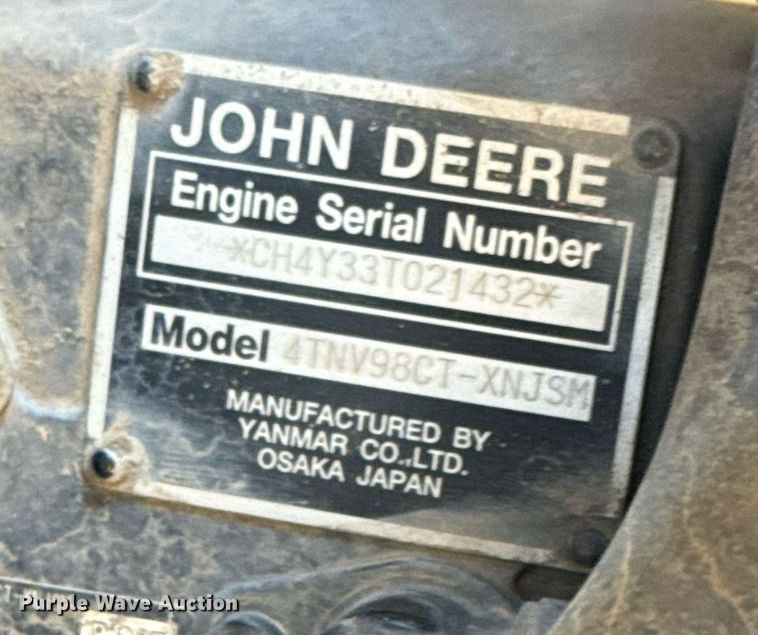 JOHN DEERE
Engine Serial Number
*CH4Y33T021432*
Model 4TNV98CT-XNJSM
MANUFACTURED BY
YANMAR CO.,LTD.
OSAKA JAPAN
Purple Wave Auction